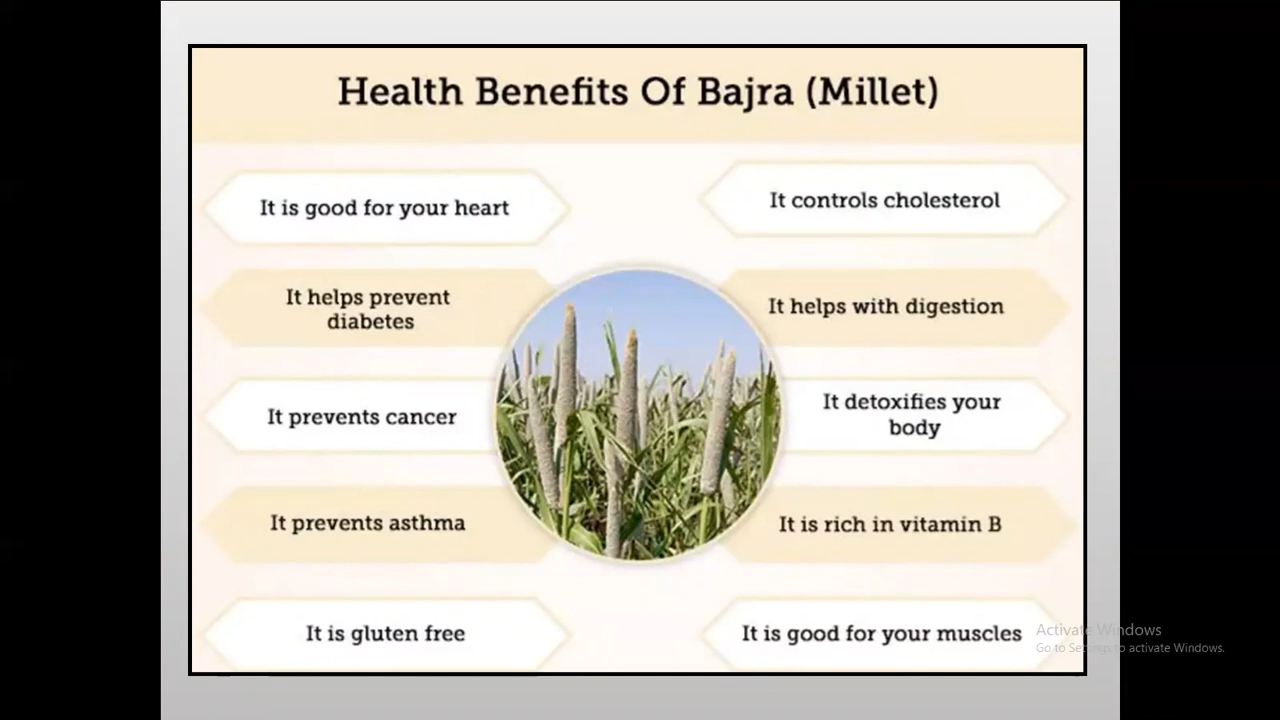 Health Benefits Of Bajra (Millet)
It is good for your heart
It controls cholesterol
It helps prevent
diabetes
It helps with digestion
It prevents cancer
It detoxifies your
body
It prevents asthma
It is rich in vitamin B
It is gluten free
It is good for your muscles
Activate Windows
Go to Settings to activate Windows.